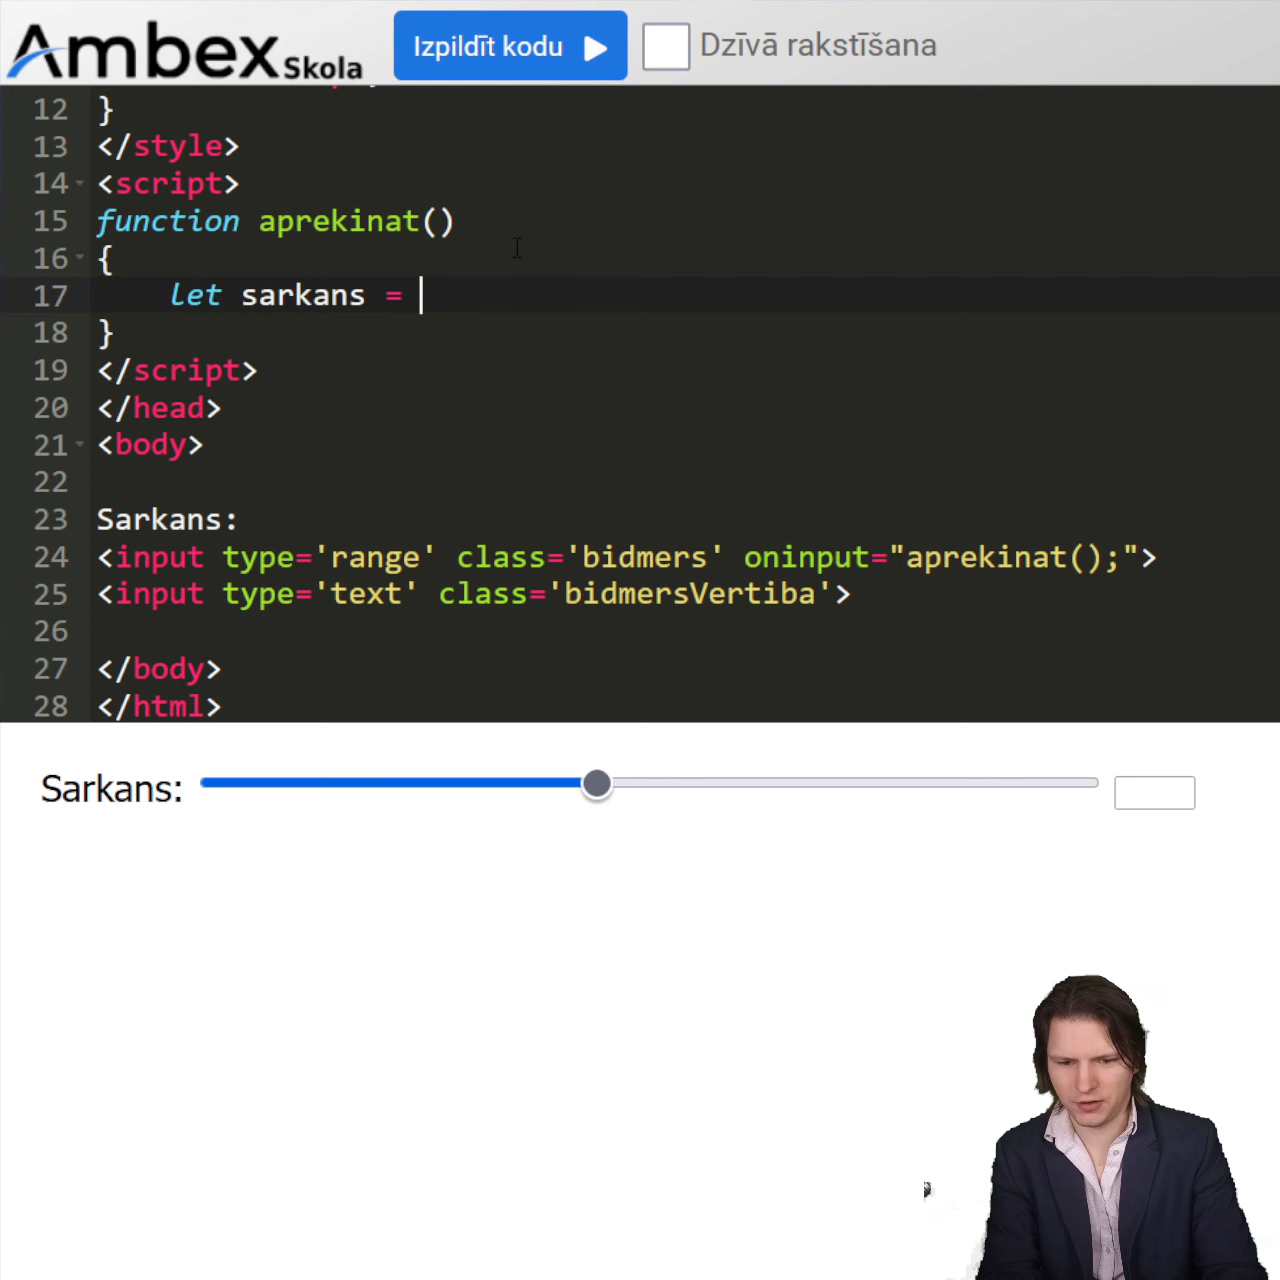 Ambex Skola
Izpildīt kodu
Dzīvā rakstīšana
12 }
13 </style>
14 <script>
15 function aprekinat()
16 {
17 let sarkans =
18 }
19 </script>
20 </head>
21 <body>
22
23 Sarkans:
24 <input type='range' class='bidmers' oninput="aprekinat();">
25 <input type='text' class='bidmersVertiba'>
26
27 </body>
28 </html>
Sarkans: